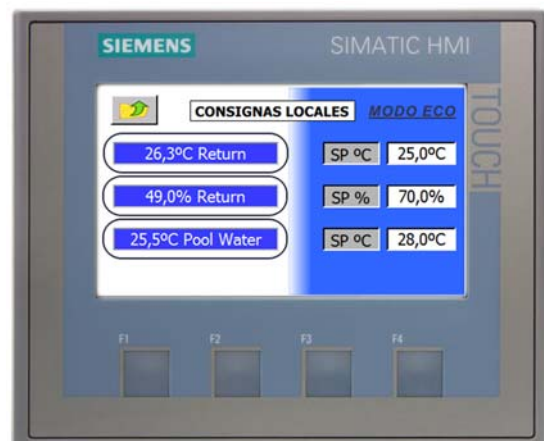 SIEMENS SIMATIC HMI
TOUCH
CONSIGNAS LOCALES MODO ECO
26,3ºC Return SP ºC 25,0ºC
49,0% Return SP % 70,0%
25,5ºC Pool Water SP ºC 28,0ºC
F1 F2 F3 F4